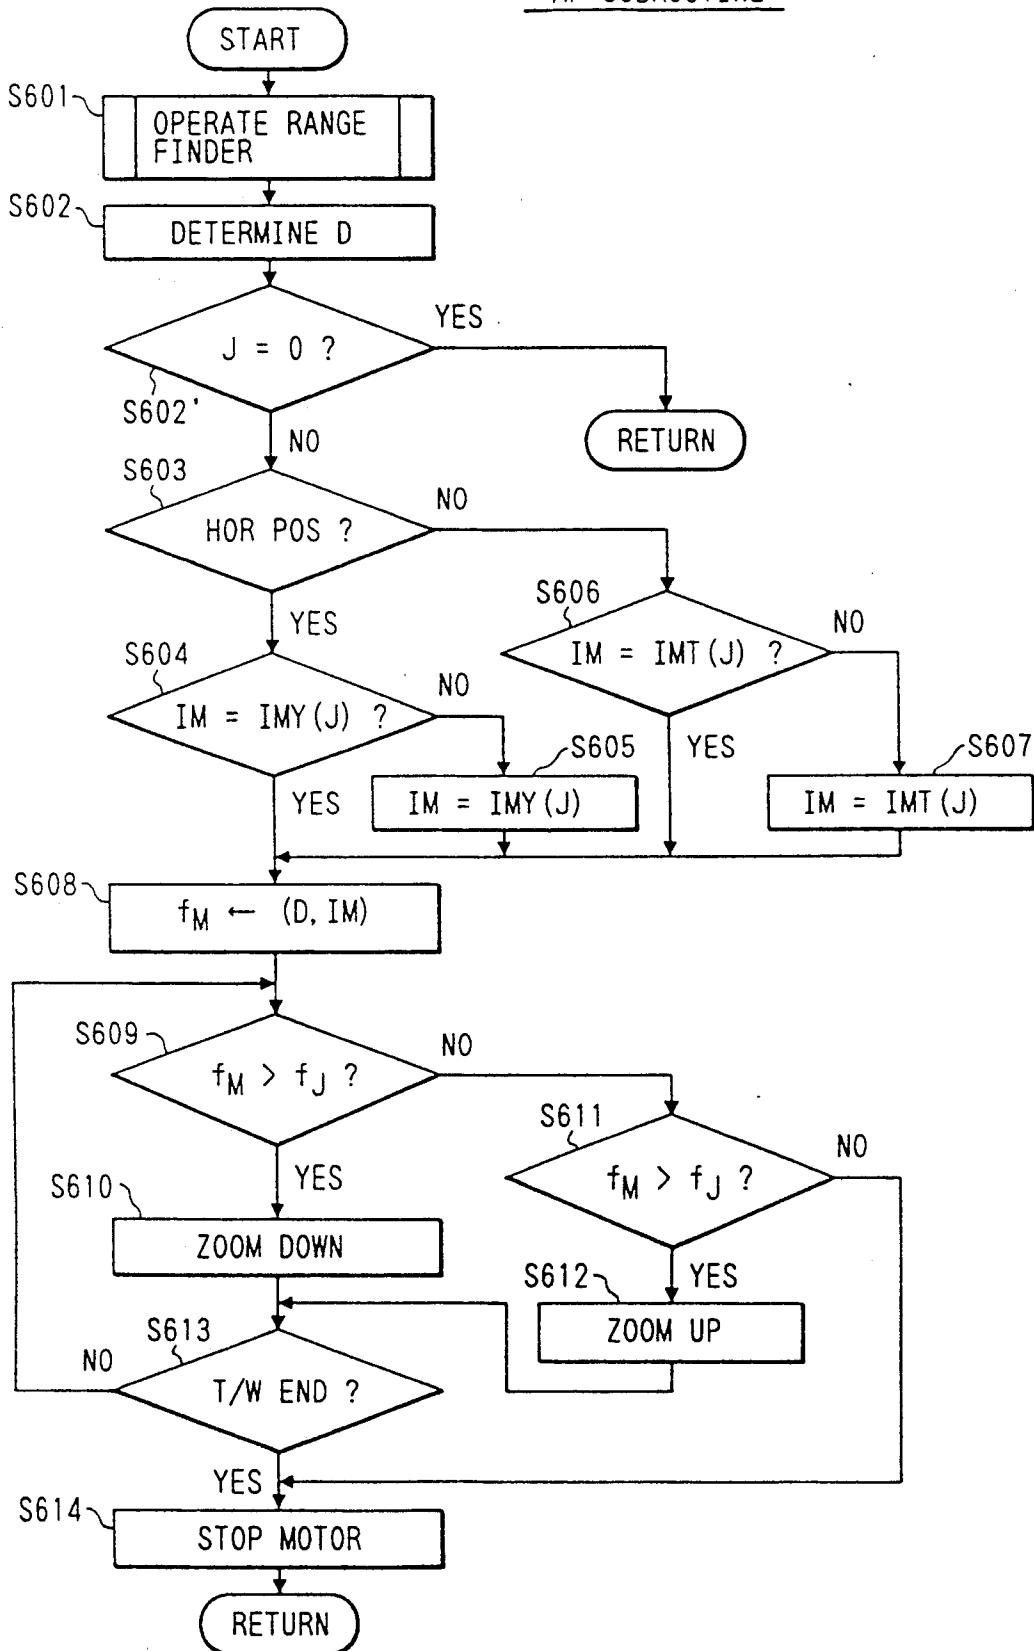 START
S601
OPERATE RANGE
FINDER
S602
DETERMINE D
J = 0 ?
YES
S602'
RETURN
NO
S603
HOR POS ?
NO
YES
S606
IM = IMT(J) ?
NO
S604
IM = IMY(J) ?
NO
YES
S605
S607
YES
IM = IMY(J)
IM = IMT(J)
S608
fM ← (D, IM)
S609
fM > fJ ?
NO
S611
fM > fJ ?
NO
YES
S610
ZOOM DOWN
YES
S612
ZOOM UP
S613
NO
T/W END ?
YES
S614
STOP MOTOR
RETURN